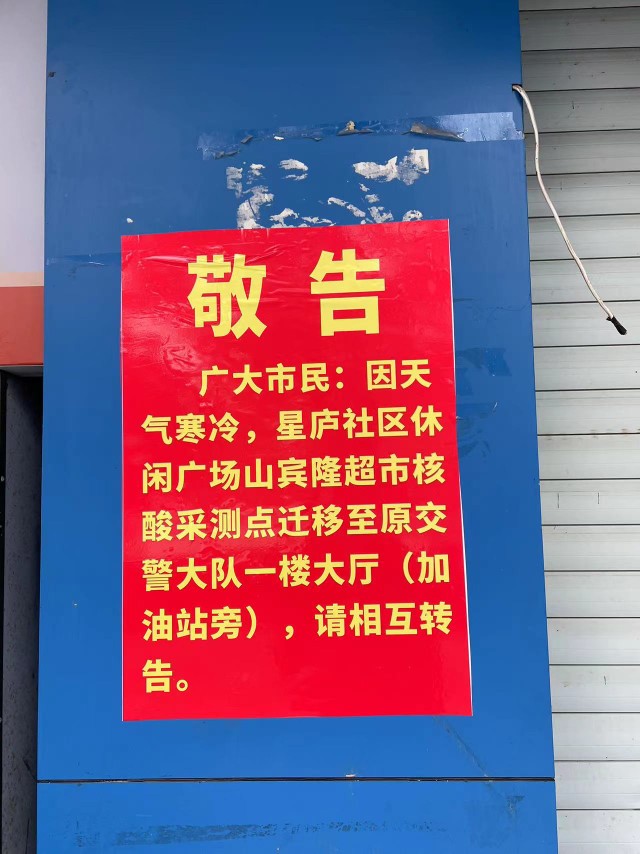 敬告
广大市民：因天
气寒冷，星庐社区休
闲广场山宾隆超市核
酸采测点迁移至原交
警大队一楼大厅（加
油站旁），请相互转
告。